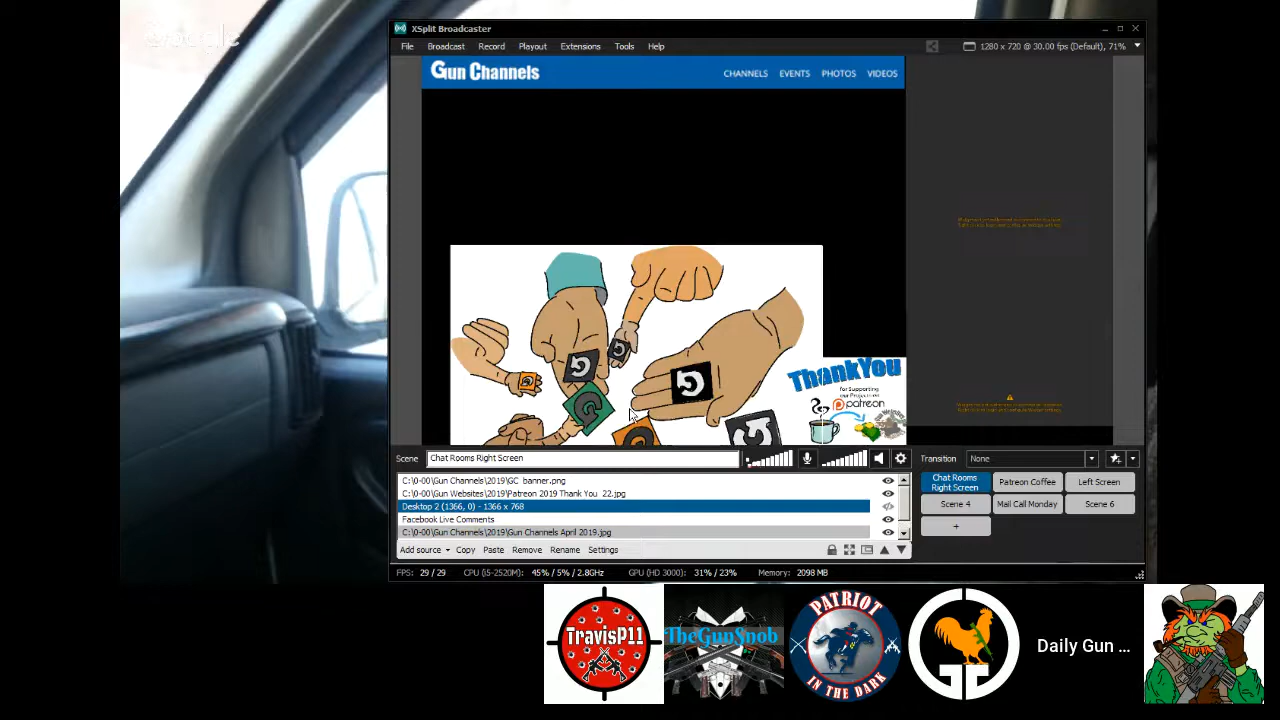 Google
XSplit Broadcaster
File Broadcast Record Playout Extensions Tools Help
1280 x 720 @ 30.00 fps (Default), 71%
Gun Channels
CHANNELS EVENTS PHOTOS VIDEOS
Thank You
for Supporting
our Projects on
patreon
Scene Chat Rooms Right Screen
Transition None
C:\0-00\Gun Channels\2019\GC banner.png
C:\0-00\Gun Websites\2019\Patreon 2019 Thank You 22.jpg
Desktop 2 (1366, 0) - 1366 x 768
Facebook Live Comments
C:\0-00\Gun Channels\2019\Gun Channels April 2019.jpg
Chat Rooms Right Screen
Patreon Coffee
Left Screen
Scene 4
Mail Call Monday
Scene 6
+
Add source Copy Paste Remove Rename Settings
FPS: 29 / 29 CPU (i5-2520M): 45% / 5% / 2.8GHz GPU (HD 3000): 31% / 23% Memory: 2098 MB
TravisP11
TheGunSnob
PATRIOT
IN THE DARK
Daily Gun ...